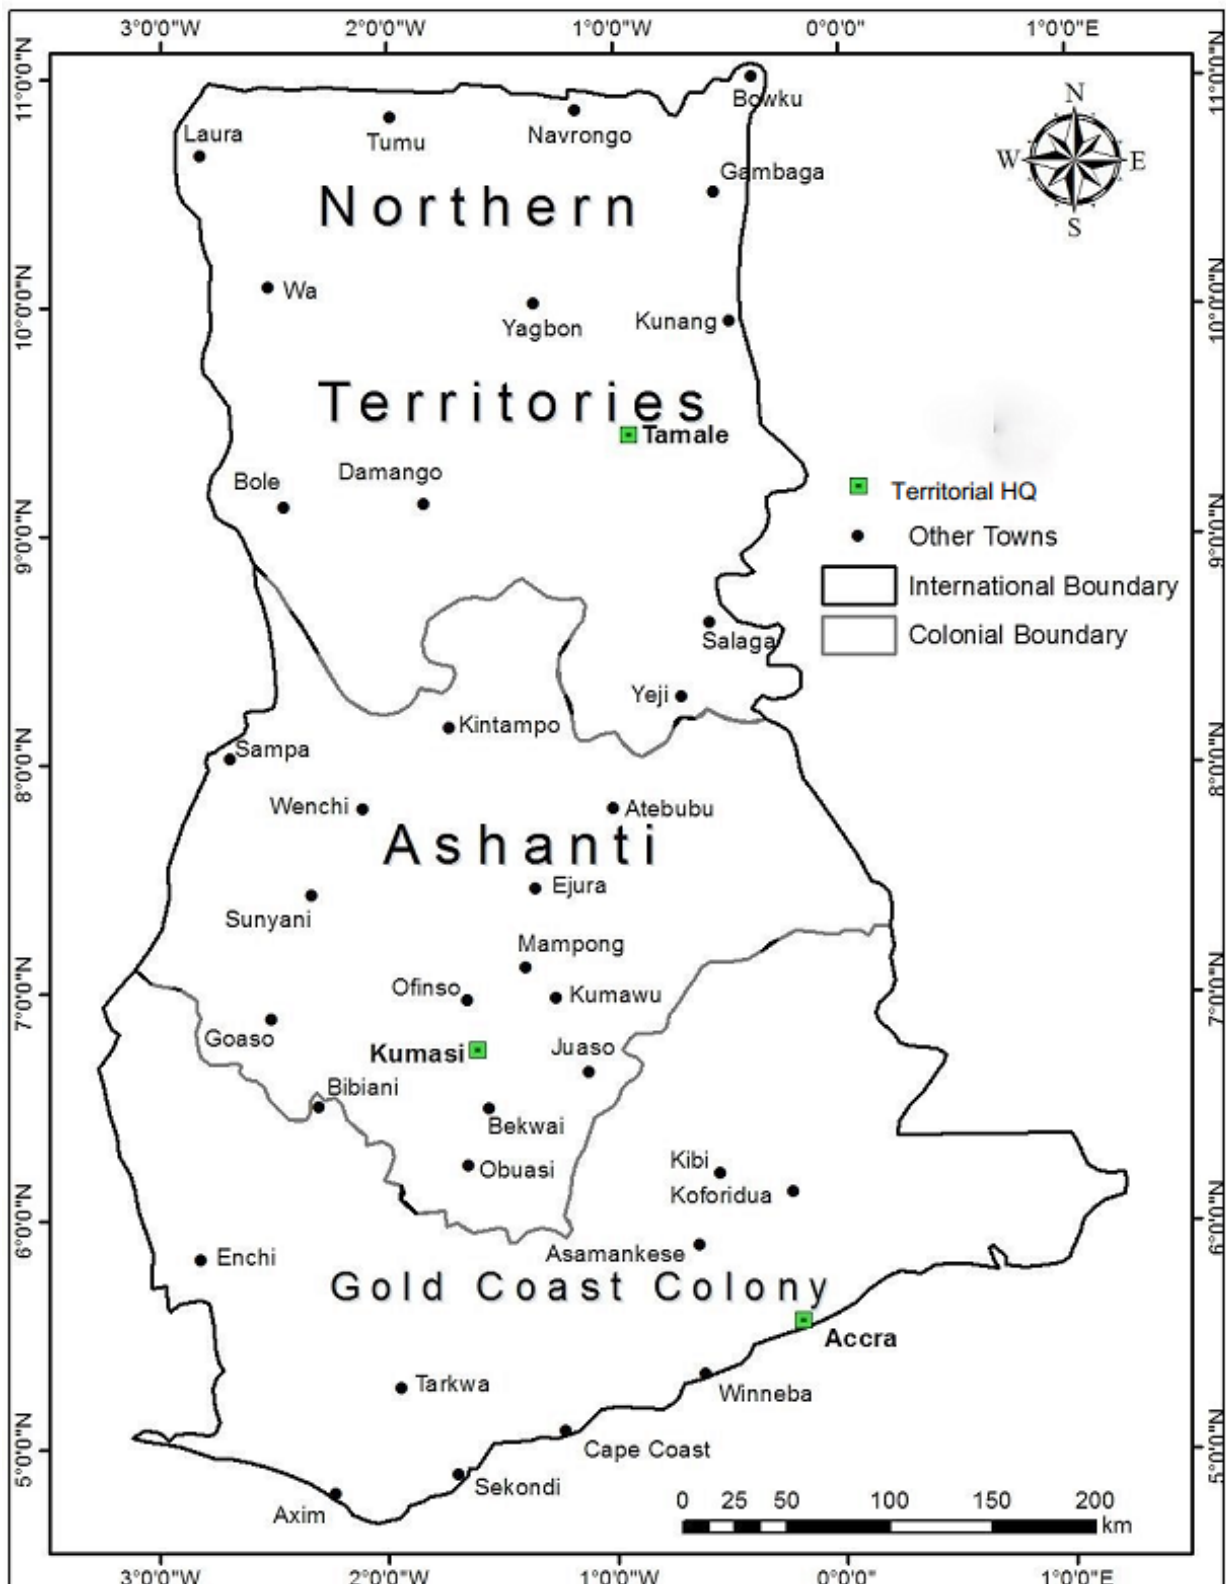 3°0'0"W 2°0'0"W 1°0'0"W 0°0'0" 1°0'0"E
11°0'0"N
11°0'0"N
Bowku
N
W E
S
Laura
Tumu
Navrongo
Gambaga
Northern
Wa
Yagbon
Kunang
10°0'0"N
10°0'0"N
Territories
Tamale
Damango
Bole
Territorial HQ
Other Towns
International Boundary
Colonial Boundary
9°0'0"N
9°0'0"N
Salaga
Yeji
Kintampo
Sampa
8°0'0"N
8°0'0"N
Wenchi
Atebubu
Ashanti
Ejura
Sunyani
Mampong
Ofinso
Kumawu
7°0'0"N
7°0'0"N
Goaso
Kumasi
Juaso
Bibiani
Bekwai
Obuasi
Kibi
Koforidua
6°0'0"N
6°0'0"N
Enchi
Asamankese
Gold Coast Colony
Accra
Tarkwa
Winneba
Cape Coast
5°0'0"N
5°0'0"N
Sekondi
Axim
0 25 50 100 150 200
km
3°0'0"W 2°0'0"W 1°0'0"W 0°0'0" 1°0'0"E